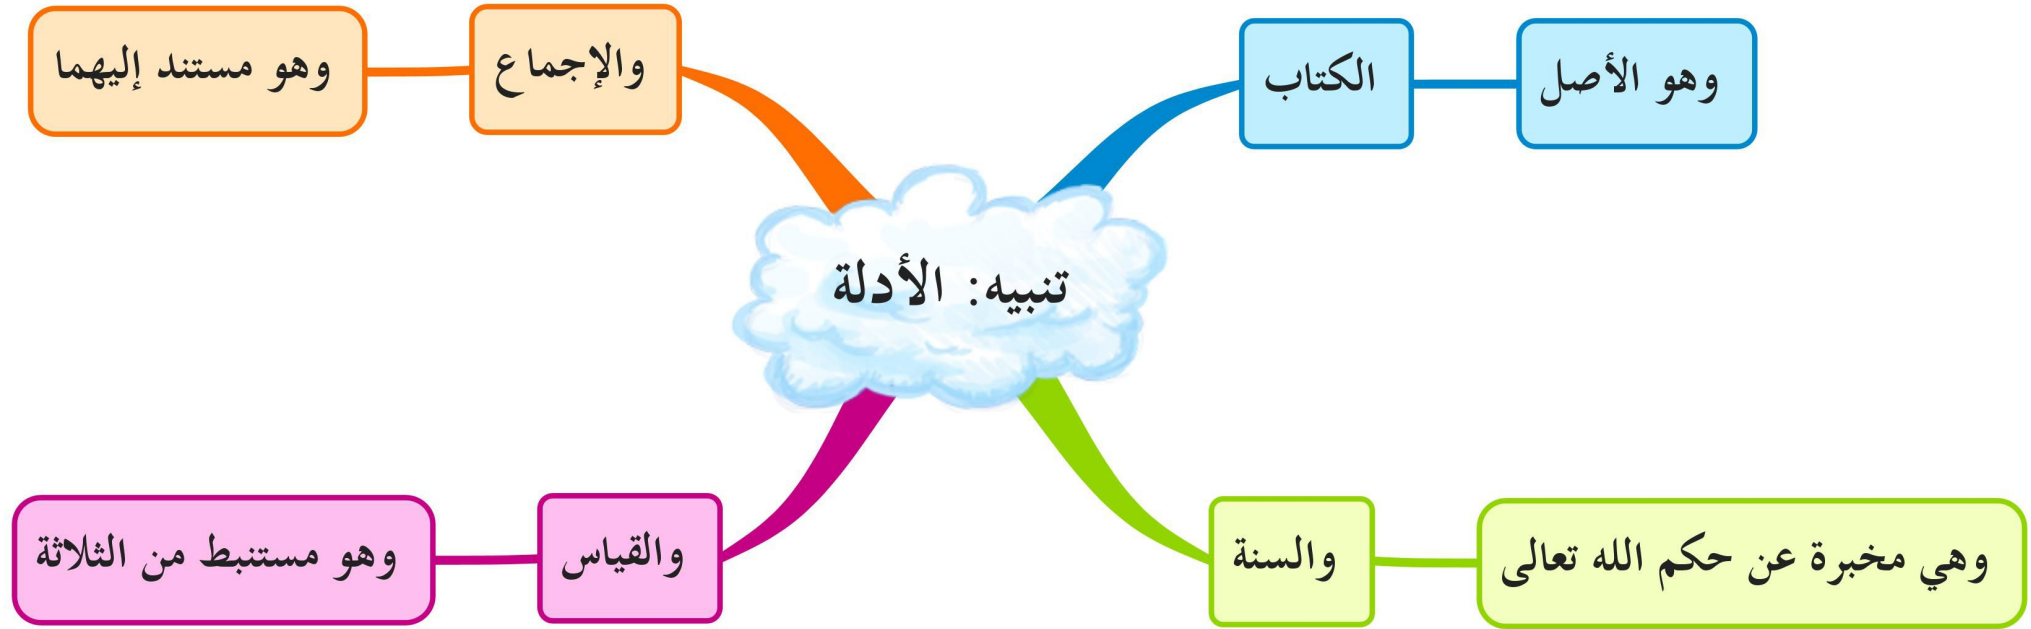 تنبيه: الأدلة
الكتاب
وهو الأصل
والسنة
وهي مخبرة عن حكم الله تعالى
والإجماع
وهو مستند إليهما
والقياس
وهو مستنبط من الثلاثة